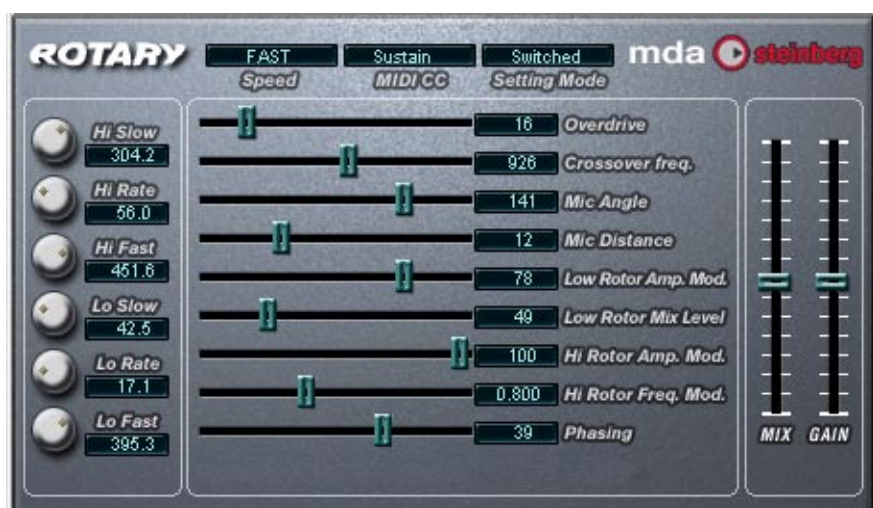 ROTARY
FAST Sustain Switched
Speed MIDI CC Setting Mode
mda steinberg
Hi Slow
304.2
Hi Rate
56.0
Hi Fast
451.6
Lo Slow
42.5
Lo Rate
17.1
Lo Fast
395.3
16 Overdrive
926 Crossover freq.
141 Mic Angle
12 Mic Distance
78 Low Rotor Amp. Mod.
49 Low Rotor Mix Level
100 Hi Rotor Amp. Mod.
0.800 Hi Rotor Freq. Mod.
39 Phasing
MIX GAIN